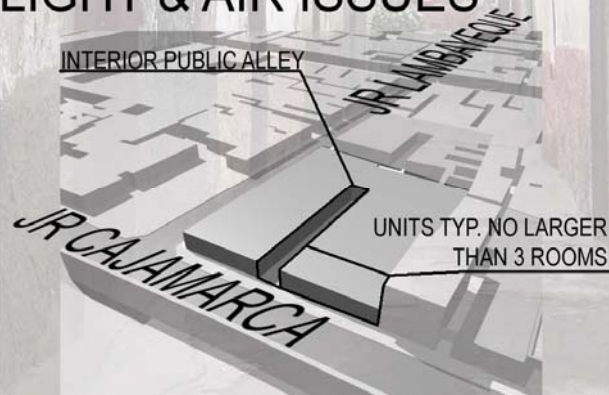 LIGHT & AIR ISSUES
INTERIOR PUBLIC ALLEY
JR LAMBAYEQUE
UNITS TYP. NO LARGER
THAN 3 ROOMS
JR CAJAMARCA